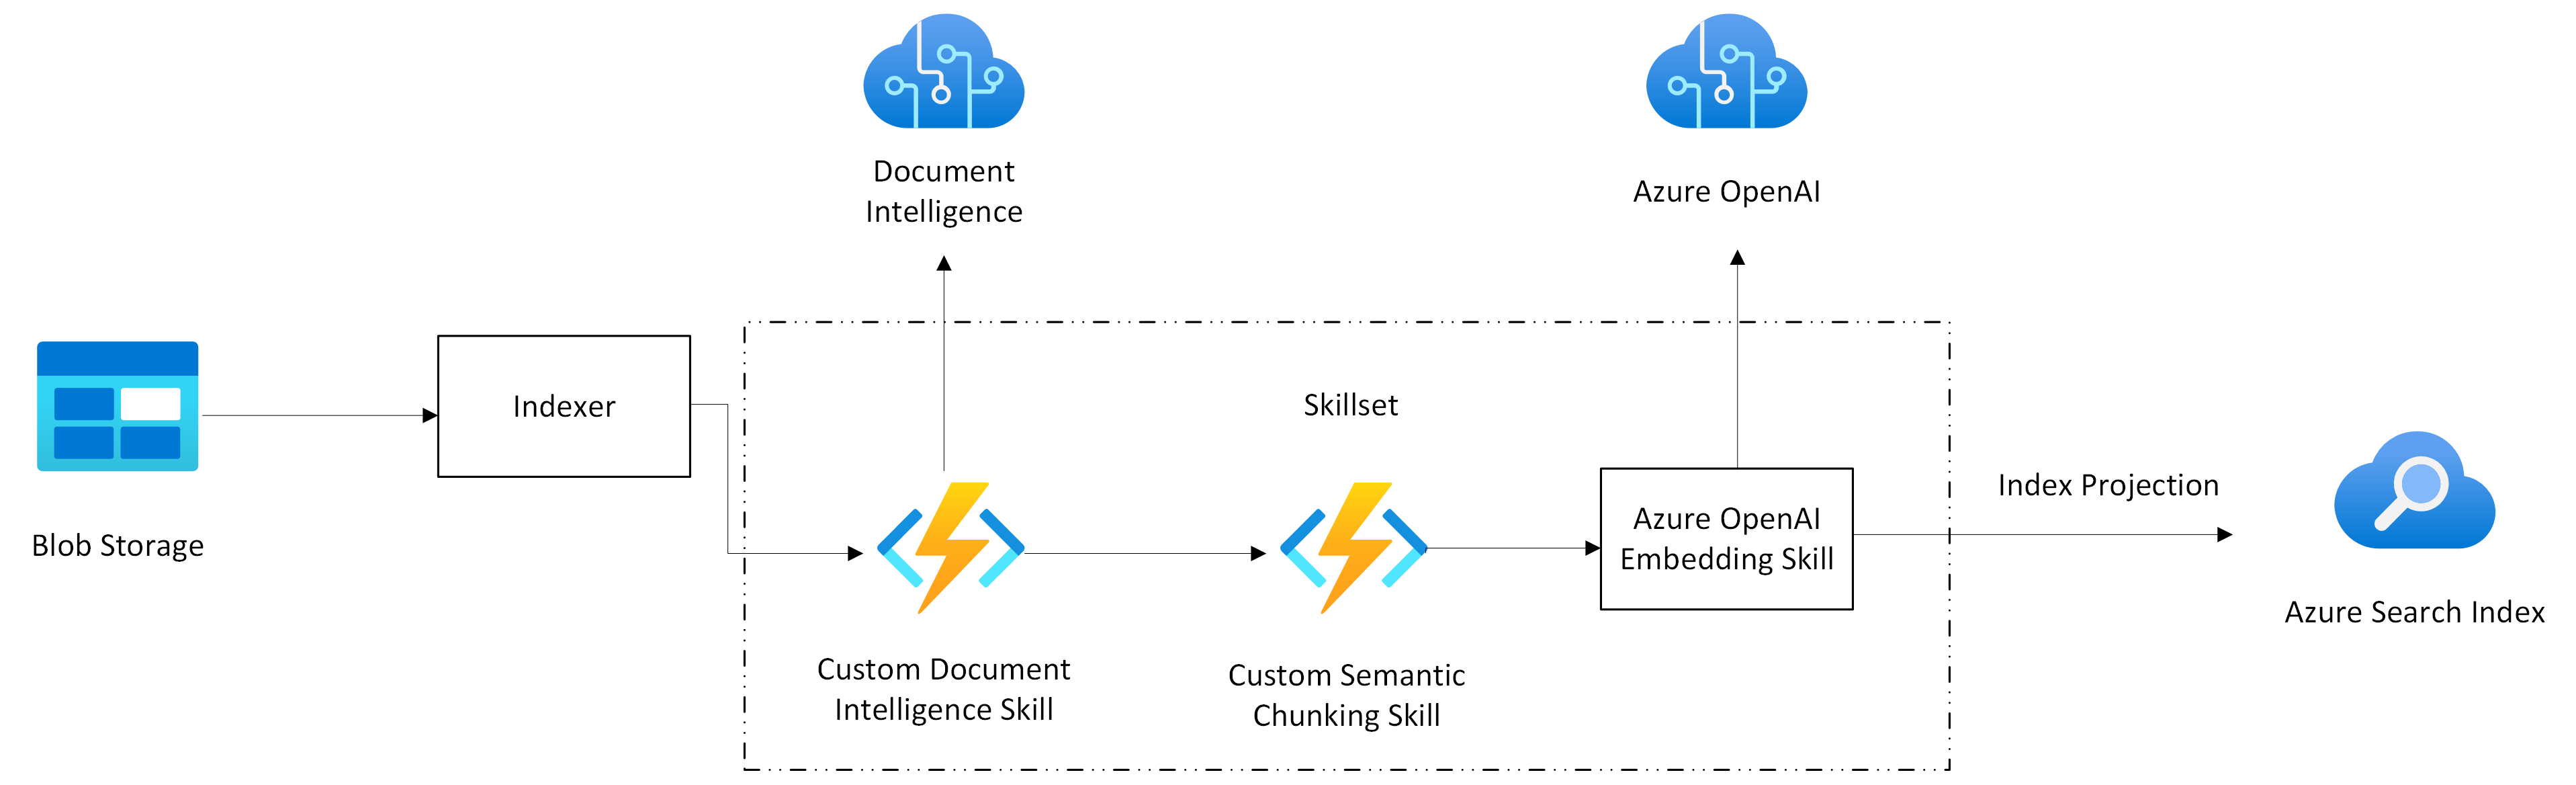 Document
Intelligence
Azure OpenAI
Blob Storage
Indexer
Skillset
Custom Document
Intelligence Skill
Custom Semantic
Chunking Skill
Azure OpenAI
Embedding Skill
Index Projection
Azure Search Index